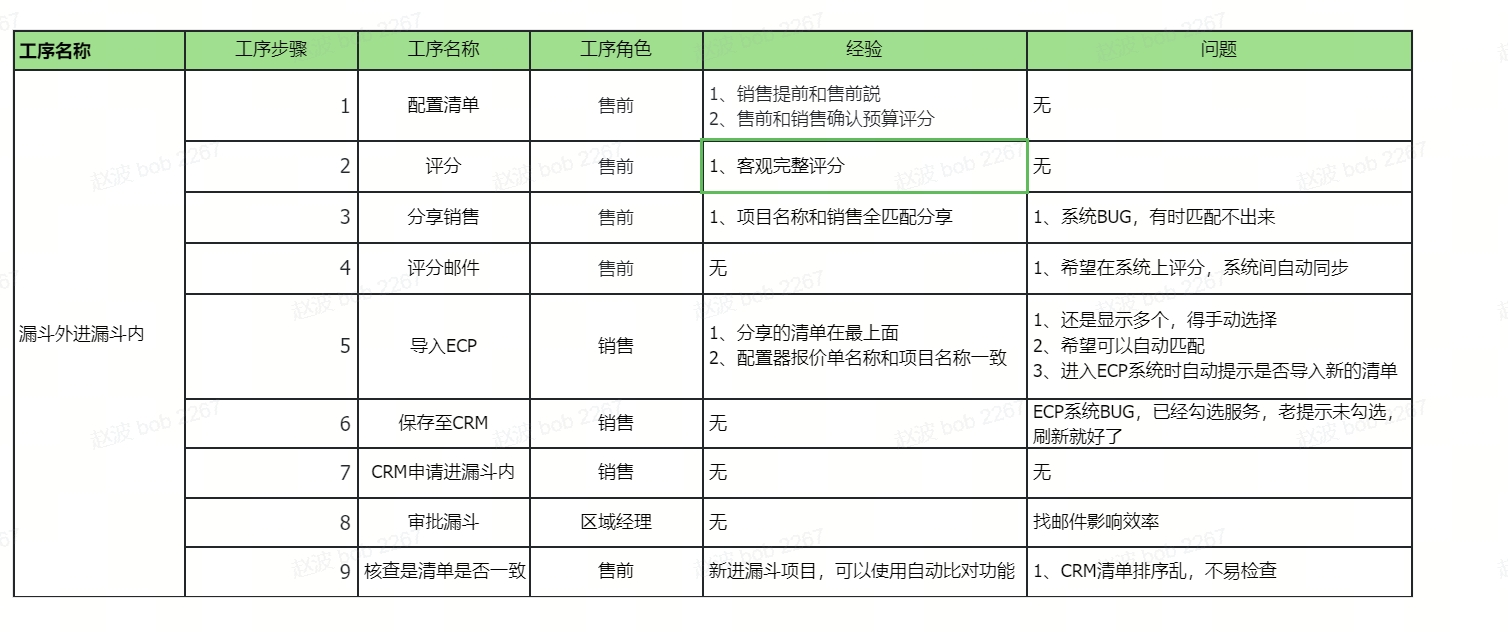 工序名称 工序步骤 工序名称 工序角色 经验 问题
漏斗外进漏斗内
1 配置清单 售前 1、销售提前和售前説 无
2、售前和销售确认预算评分
2 评分 售前 1、客观完整评分 无
3 分享销售 售前 1、项目名称和销售全匹配分享 1、系统BUG，有时匹配不出来
4 评分邮件 售前 无 1、希望在系统上评分，系统间自动同步
5 导入ECP 销售 1、分享的清单在最上面
2、配置器报价单名称和项目名称一致
1、还是显示多个，得手动选择
2、希望可以自动匹配
3、进入ECP系统时自动提示是否导入新的清单
6 保存至CRM 销售 无 ECP系统BUG，已经勾选服务，老提示未勾选，
刷新就好了
7 CRM申请进漏斗内 销售 无 无
8 审批漏斗 区域经理 无 找邮件影响效率
9 核查是清单是否一致 售前 新进漏斗项目，可以使用自动比对功能 1、CRM清单排序乱，不易检查
赵波 bob 2267